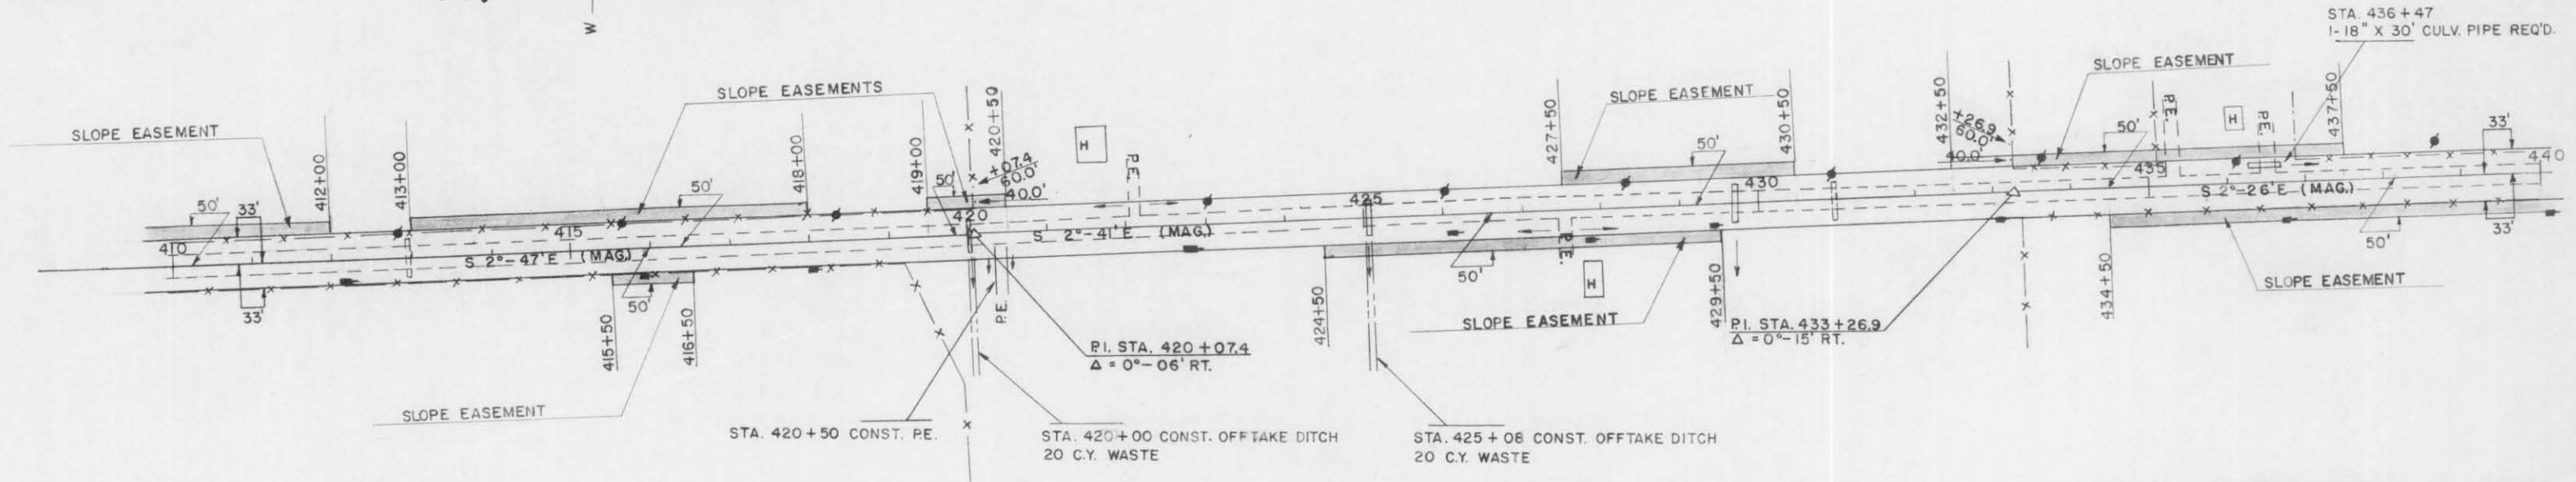 W
STA. 436+47
1-18" X 30' CULV. PIPE REQ'D.
SLOPE EASEMENT
SLOPE EASEMENTS
SLOPE EASEMENT
SLOPE EASEMENT
412+00
413+00
418+00
419+00
420+50
+07.4
60.0'
40.0'
H
P.E.
427+50
430+50
432+50
+26.9
60.0'
40.0'
50'
P.E.
H
P.E.
437+50
33'
50'
33'
50'
50'
50'
410
415
420
425
430
435
440
S 2°-47'E (MAG.)
S 2°-41'E (MAG.)
S 2°-26'E (MAG.)
33'
50'
415+50
416+50
P.E.
50'
424+50
P.E.
H
429+50
434+50
50'
33'
SLOPE EASEMENT
SLOPE EASEMENT
SLOPE EASEMENT
P.I. STA. 420+07.4
Δ = 0°-06' RT.
P.I. STA. 433+26.9
Δ = 0°-15' RT.
STA. 420+50 CONST. P.E.
STA. 420+00 CONST. OFFTAKE DITCH
20 C.Y. WASTE
STA. 425+08 CONST. OFFTAKE DITCH
20 C.Y. WASTE